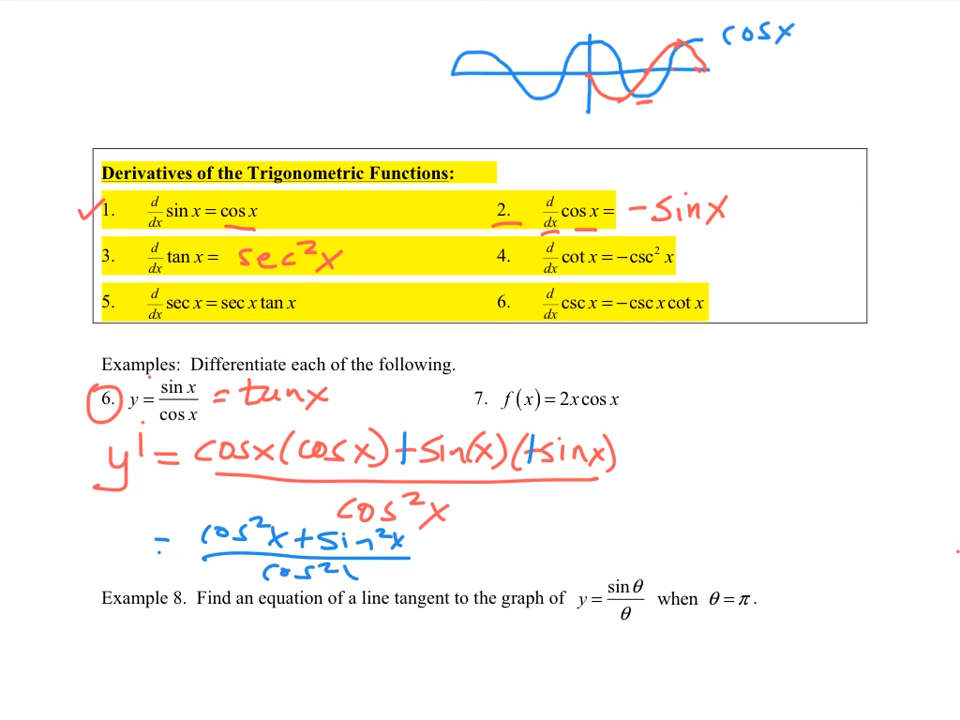 cosx
Derivatives of the Trigonometric Functions:
1. d/dx sin x = cos x 2. d/dx cos x = -sinx
3. d/dx tan x = sec²x 4. d/dx cot x = −csc² x
5. d/dx sec x = sec x tan x 6. d/dx csc x = −csc x cot x
Examples: Differentiate each of the following.
6. y = sin x / cos x = tanx 7. f(x) = 2x cos x
y' = cosx(cosx)+sin(x)(+sinx) / cos²x
= cos²x+sin²x / cos²(
Example 8. Find an equation of a line tangent to the graph of y = sin θ / θ when θ = π .